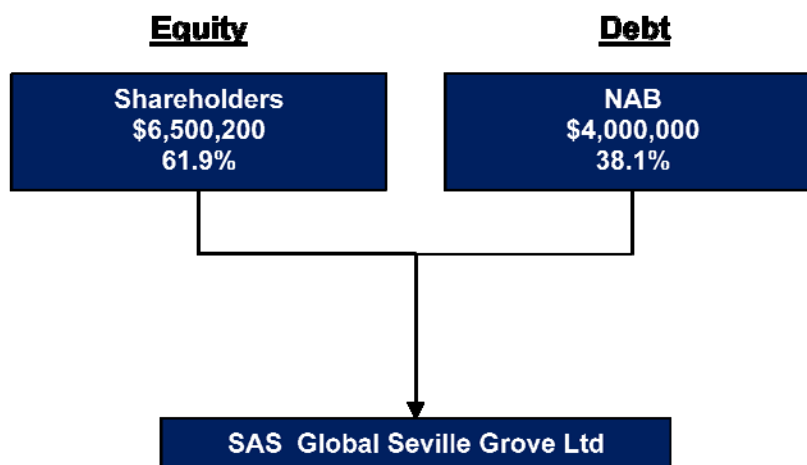 Equity
Debt
Shareholders
$6,500,200
61.9%
NAB
$4,000,000
38.1%
SAS Global Seville Grove Ltd